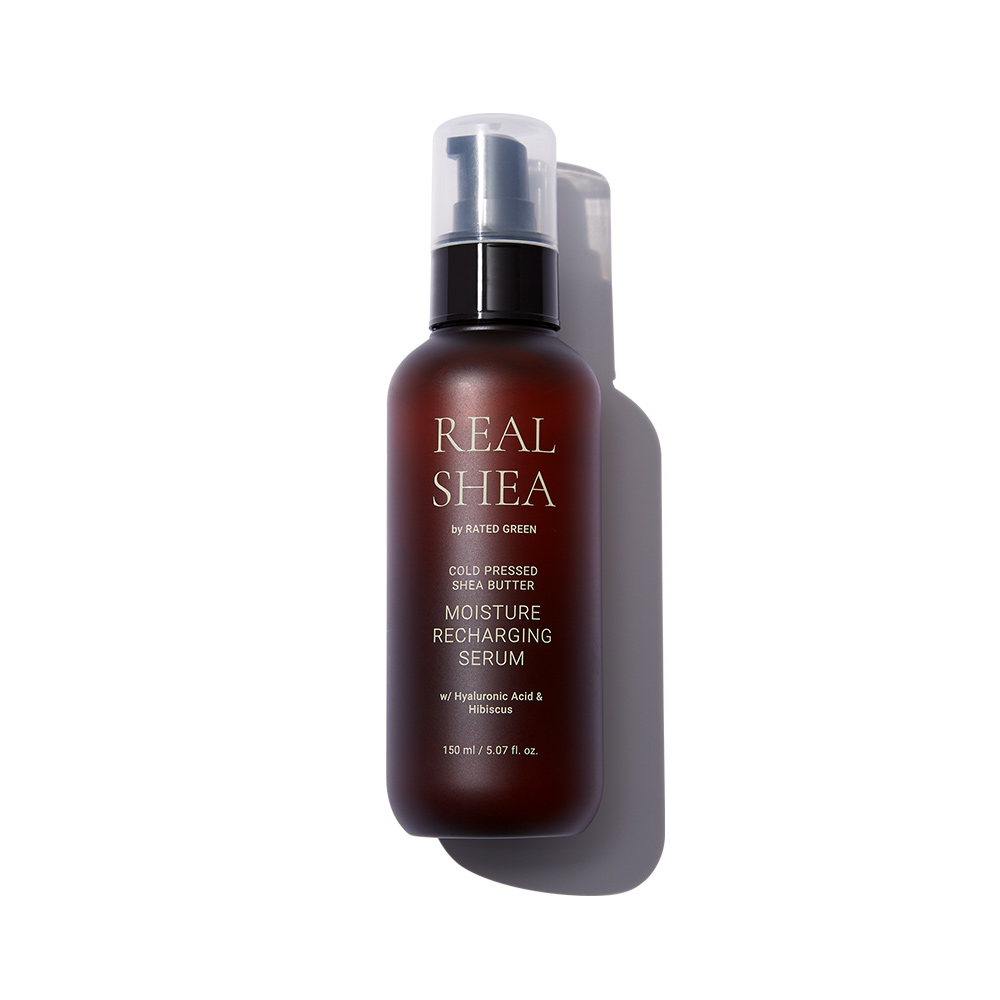 REAL
SHEA
by RATED GREEN
COLD PRESSED
SHEA BUTTER
MOISTURE
RECHARGING
SERUM
w/ Hyaluronic Acid &
Hibiscus
150 ml / 5.07 fl. oz.